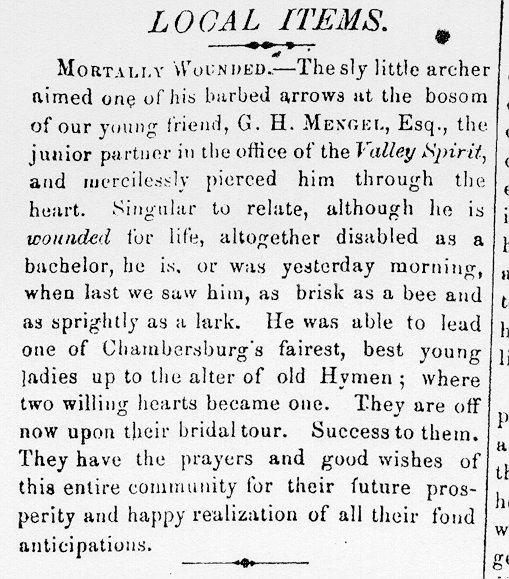 LOCAL ITEMS.
MORTALLY WOUNDED.—The sly little archer
aimed one of his barbed arrows at the bosom
of our young friend, G. H. MENGEL, Esq., the
junior partner in the office of the Valley Spirit,
and mercilessly pierced him through the
heart. Singular to relate, although he is
wounded for life, altogether disabled as a
bachelor, he is, or was yesterday morning,
when last we saw him, as brisk as a bee and
as sprightly as a lark. He was able to lead
one of Chambersburg's fairest, best young
ladies up to the alter of old Hymen; where
two willing hearts became one. They are off
now upon their bridal tour. Success to them.
They have the prayers and good wishes of
this entire community for their future pros-
perity and happy realization of all their fond
anticipations.